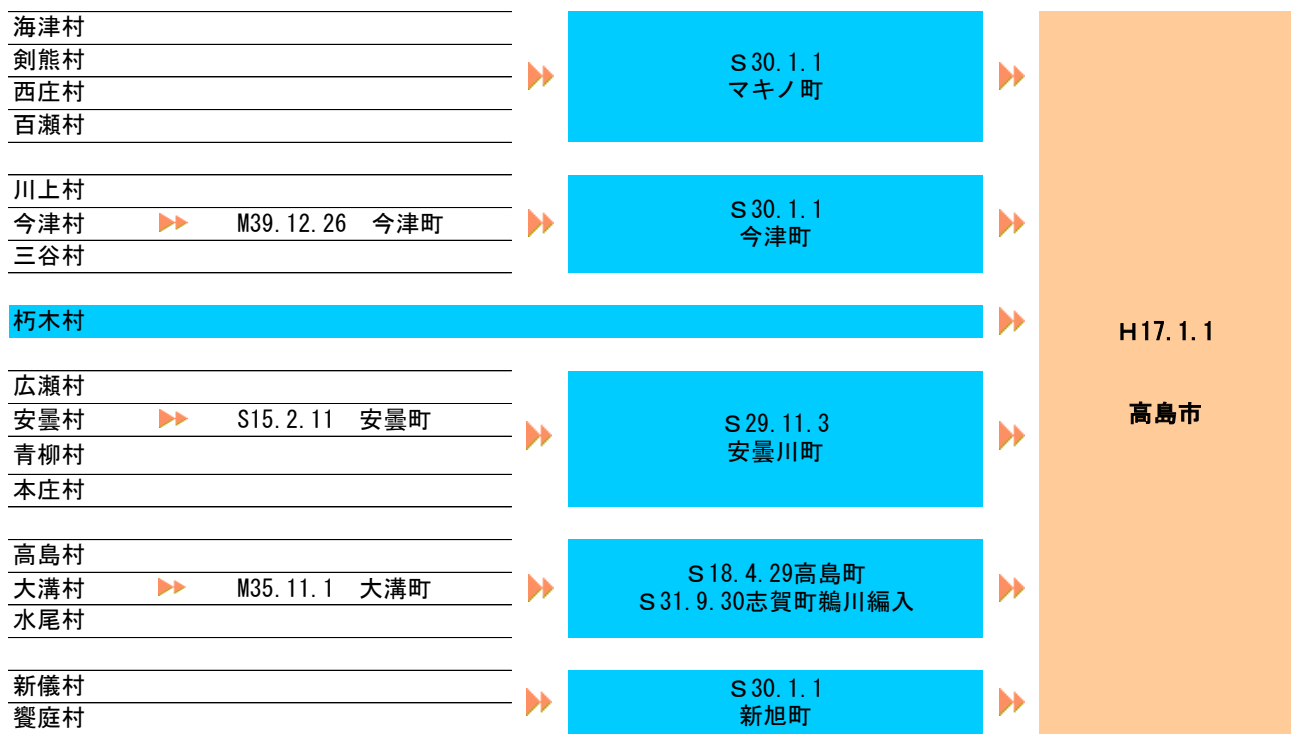 海津村
剣熊村
西庄村
百瀬村
S30.1.1
マキノ町
川上村
今津村 M39.12.26 今津町
三谷村
S30.1.1
今津町
朽木村
広瀬村
安曇村 S15.2.11 安曇町
青柳村
本庄村
S29.11.3
安曇川町
高島村
大溝村 M35.11.1 大溝町
水尾村
S18.4.29高島町
S31.9.30志賀町鵜川編入
新儀村
饗庭村
S30.1.1
新旭町
H17.1.1
高島市